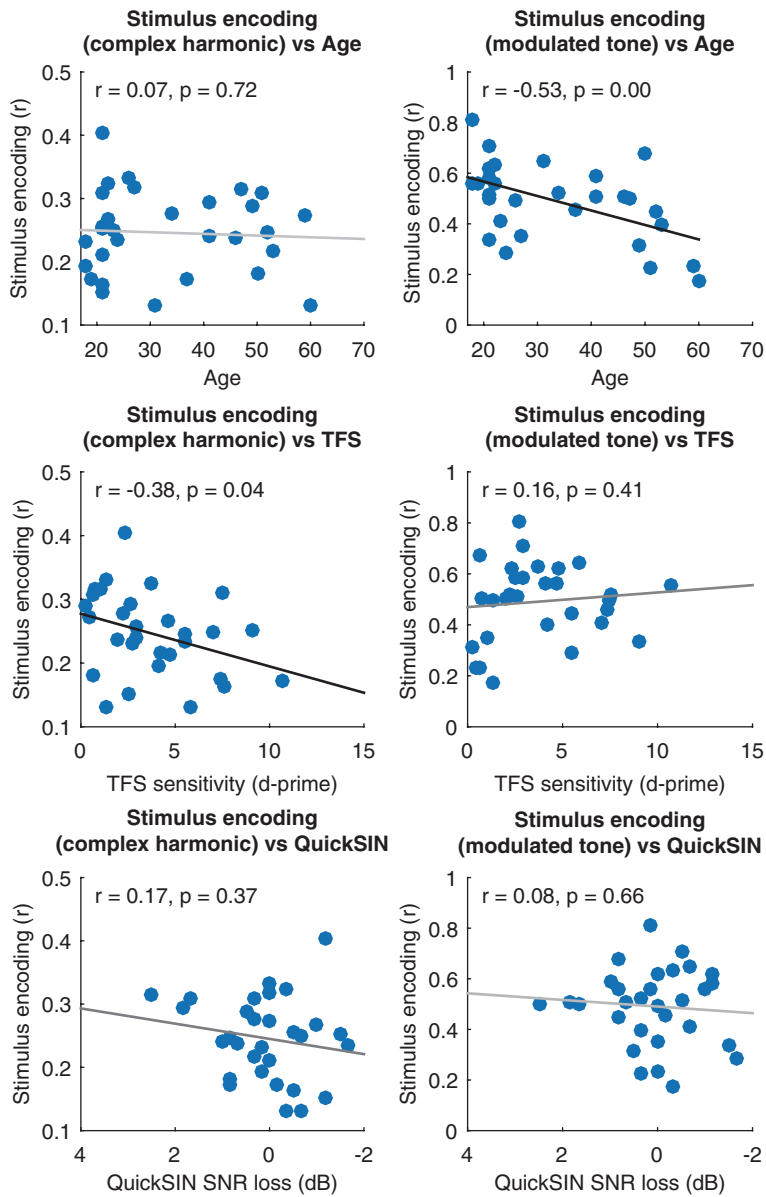 Stimulus encoding
(complex harmonic) vs Age
r = 0.07, p = 0.72
Stimulus encoding (r)
0.5
0.4
0.3
0.2
0.1
20 30 40 50 60 70
Age
Stimulus encoding
(modulated tone) vs Age
r = -0.53, p = 0.00
Stimulus encoding (r)
1
0.8
0.6
0.4
0.2
0
20 30 40 50 60 70
Age
Stimulus encoding
(complex harmonic) vs TFS
r = -0.38, p = 0.04
Stimulus encoding (r)
0.5
0.4
0.3
0.2
0.1
0 5 10 15
TFS sensitivity (d-prime)
Stimulus encoding
(modulated tone) vs TFS
r = 0.16, p = 0.41
Stimulus encoding (r)
1
0.8
0.6
0.4
0.2
0
0 5 10 15
TFS sensitivity (d-prime)
Stimulus encoding
(complex harmonic) vs QuickSIN
r = 0.17, p = 0.37
Stimulus encoding (r)
0.5
0.4
0.3
0.2
0.1
4 2 0 -2
QuickSIN SNR loss (dB)
Stimulus encoding
(modulated tone) vs QuickSIN
r = 0.08, p = 0.66
Stimulus encoding (r)
1
0.8
0.6
0.4
0.2
0
4 2 0 -2
QuickSIN SNR loss (dB)